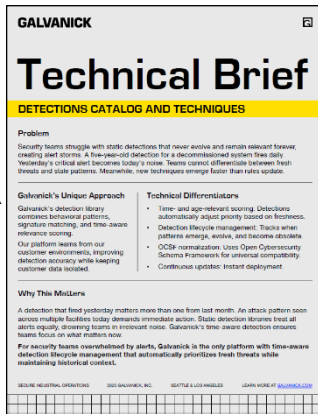 GALVANICK
Technical Brief
DETECTIONS CATALOG AND TECHNIQUES
Problem
Security teams struggle with static detections that never evolve and remain relevant forever,
creating alert storms. A five-year-old detection for a decommissioned system fires daily.
Yesterday's critical alert becomes today's noise. Teams cannot differentiate between fresh
threats and stale patterns. Meanwhile, new techniques emerge faster than rules update.
Galvanick's Unique Approach
Galvanick's detection library
combines behavioral patterns,
signature matching, and time-aware
relevance scoring.
Our platform learns from our
customer environments, improving
detection accuracy while keeping
customer data isolated.
Technical Differentiators
• Time- and age-relevant scoring: Detections
automatically adjust priority based on freshness.
• Detection lifecycle management: Tracks when
patterns emerge, evolve, and become obsolete.
• OCSF normalization: Uses Open Cybersecurity
Schema Framework for universal compatibility.
• Continuous updates: Instant deployment.
Why This Matters
A detection that fired yesterday matters more than one from last month. An attack pattern seen
across multiple facilities today demands immediate action. Static detection libraries treat all
alerts equally, drowning teams in irrelevant noise. Galvanick's time-aware detection ensures
teams focus on what matters now.
For security teams overwhelmed by alerts, Galvanick is the only platform with time-aware
detection lifecycle management that automatically prioritizes fresh threats while
maintaining historical context.
SECURE INDUSTRIAL OPERATIONS 2025 GALVANICK, INC. SEATTLE & LOS ANGELES LEARN MORE AT GALVANICK.COM